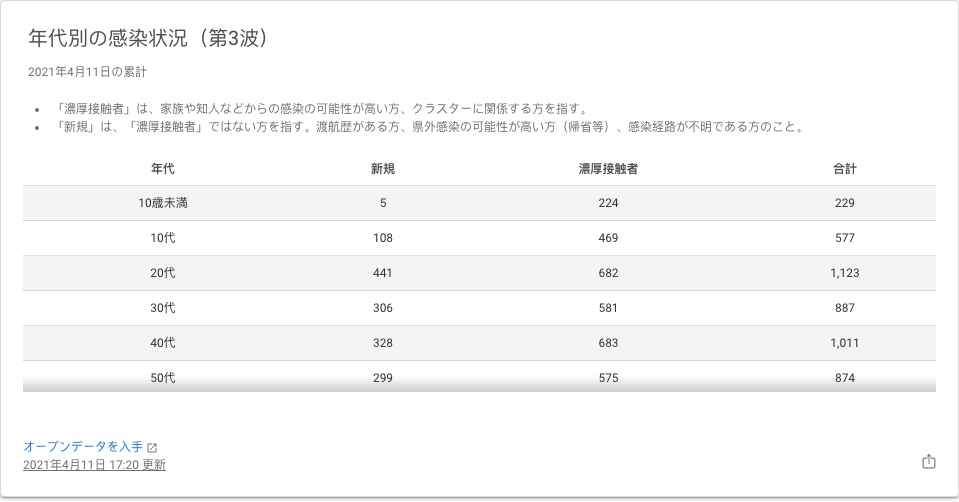 年代別の感染状況（第3波）
2021年4月11日の累計
• 「濃厚接触者」は、家族や知人などからの感染の可能性が高い方、クラスターに関係する方を指す。
• 「新規」は、「濃厚接触者」ではない方を指す。渡航歴がある方、県外感染の可能性が高い方（帰省等）、感染経路が不明である方のこと。
年代 新規 濃厚接触者 合計
10歳未満 5 224 229
10代 108 469 577
20代 441 682 1,123
30代 306 581 887
40代 328 683 1,011
50代 299 575 874
オープンデータを入手
2021年4月11日 17:20 更新